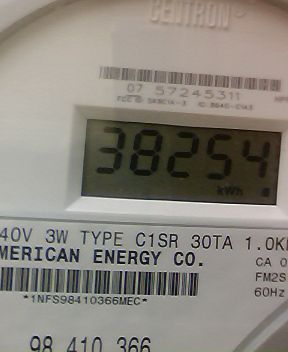 CENTRON
07 57245311
38254
kWh
40V 3W TYPE C1SR 30TA 1.0K
MERICAN ENERGY CO.
CA 0
FM2S
*1NFS98410366MEC*
60Hz
98 410 366